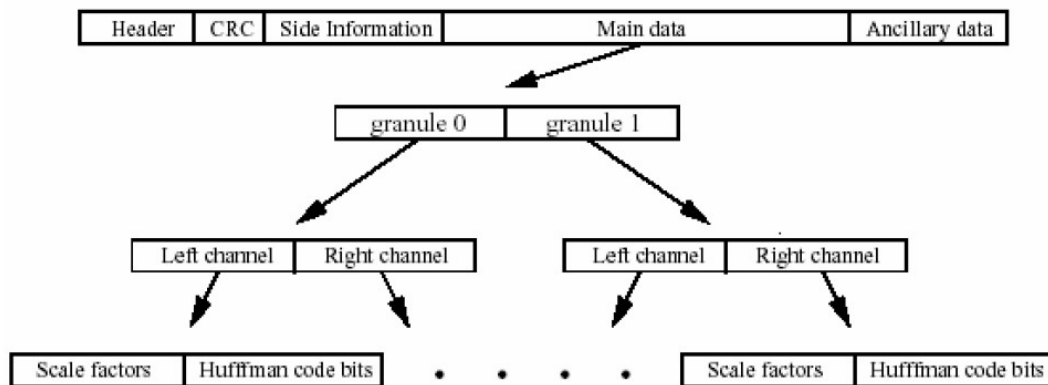 Header CRC Side Information Main data Ancillary data
granule 0 granule 1
Left channel Right channel Left channel Right channel
Scale factors Hufffman code bits Scale factors Hufffman code bits